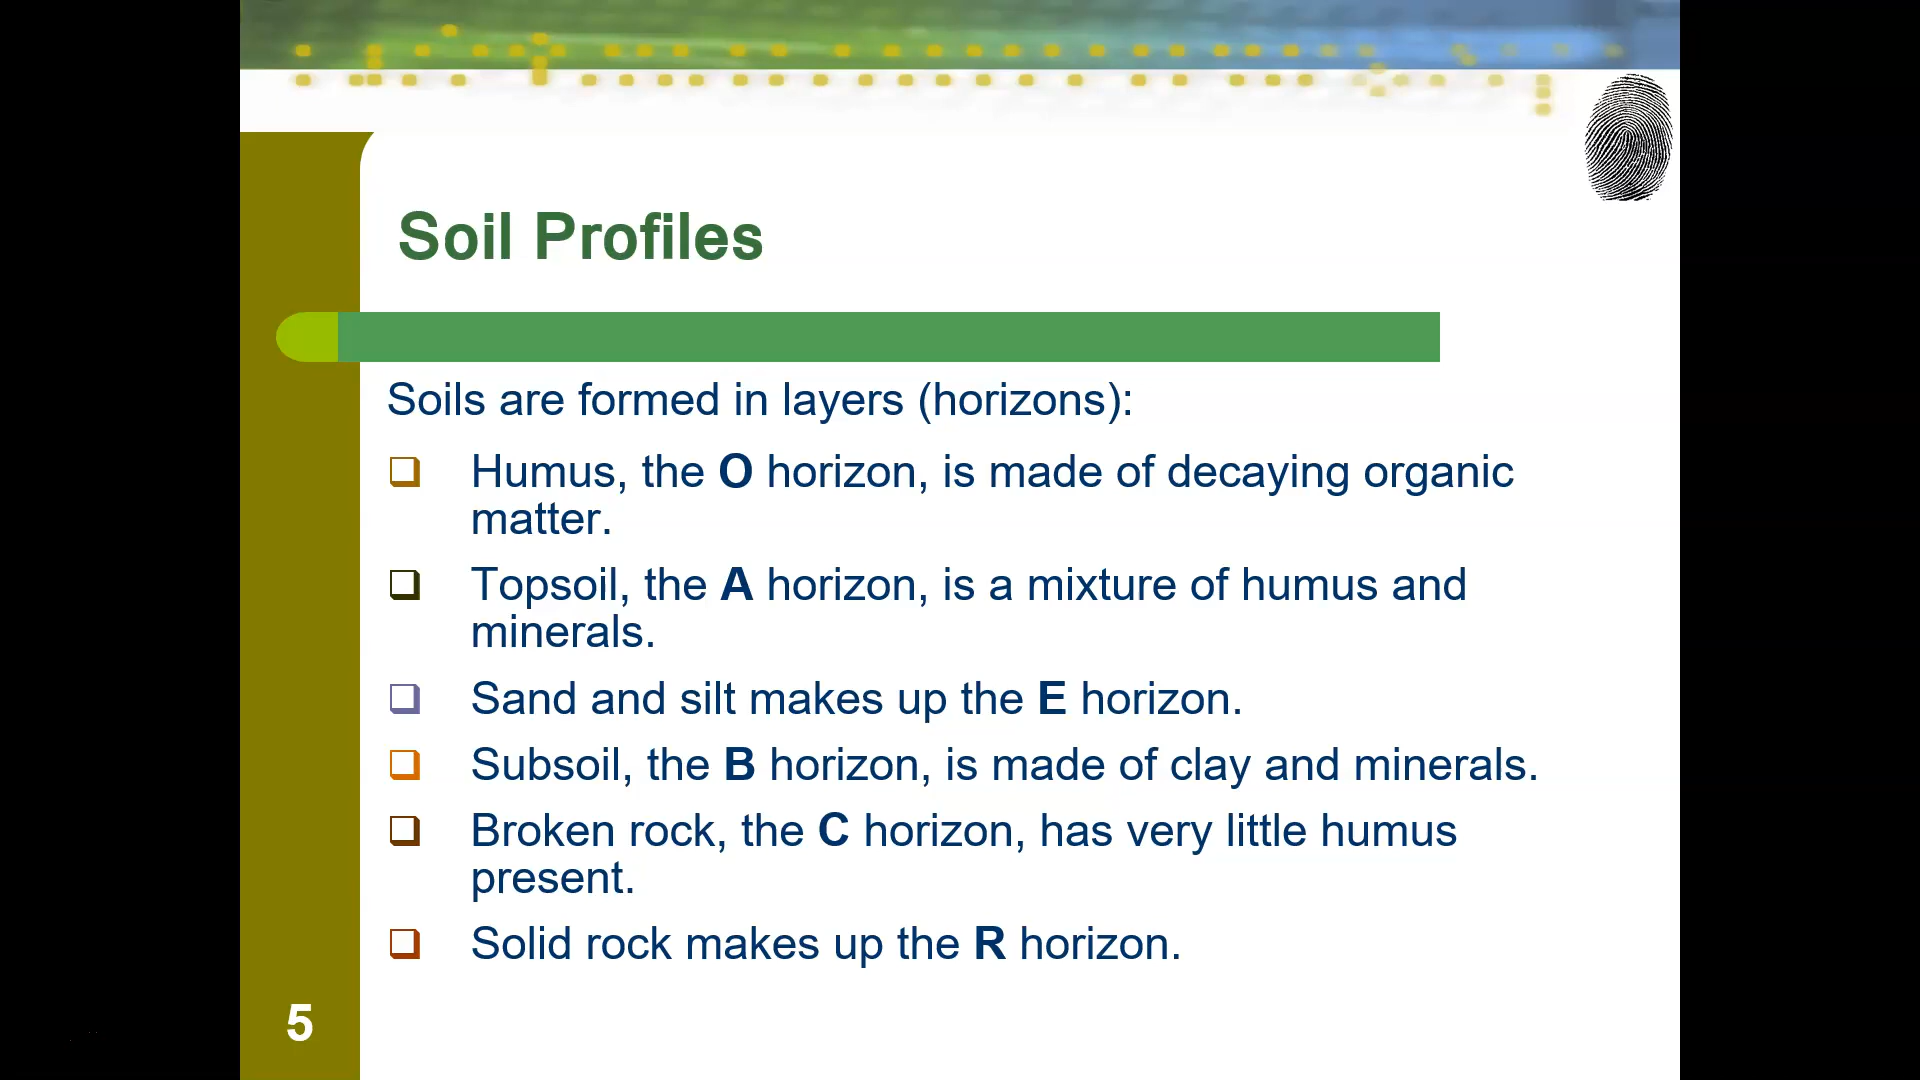 Soil Profiles
Soils are formed in layers (horizons):
Humus, the O horizon, is made of decaying organic
matter.
Topsoil, the A horizon, is a mixture of humus and
minerals.
Sand and silt makes up the E horizon.
Subsoil, the B horizon, is made of clay and minerals.
Broken rock, the C horizon, has very little humus
present.
Solid rock makes up the R horizon.
5